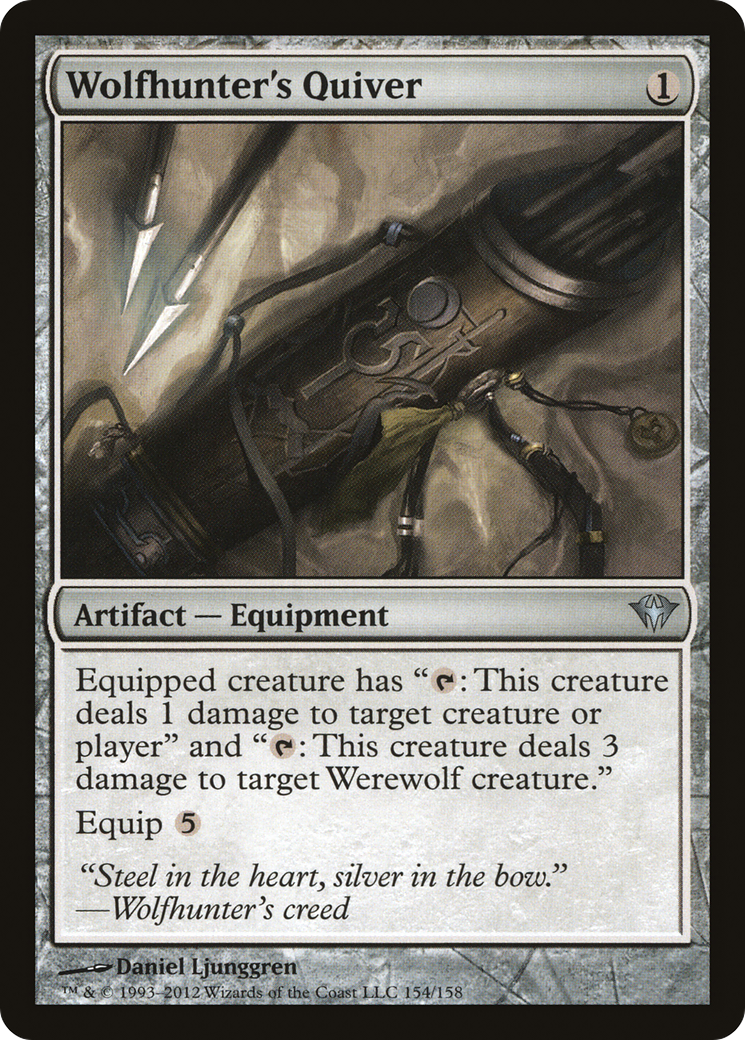 Wolfhunter's Quiver 1
Artifact — Equipment
Equipped creature has “: This creature
deals 1 damage to target creature or
player” and “: This creature deals 3
damage to target Werewolf creature.”
Equip 5
“Steel in the heart, silver in the bow.”
—Wolfhunter's creed
Daniel Ljunggren
™ & © 1993–2012 Wizards of the Coast LLC 154/158